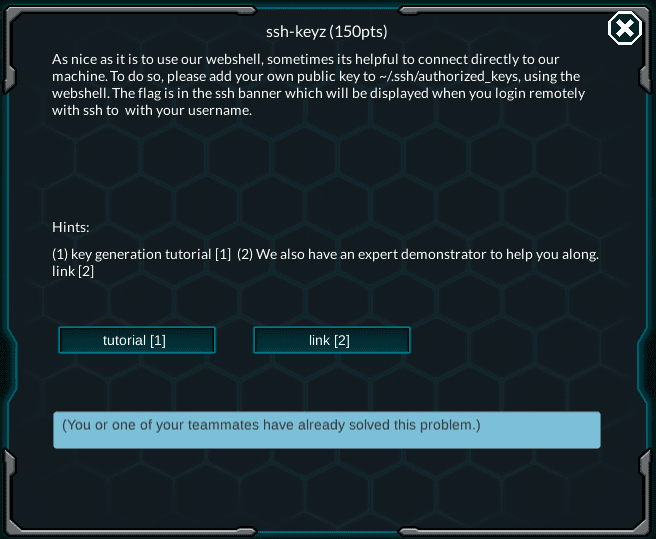 ssh-keyz (150pts)
As nice as it is to use our webshell, sometimes its helpful to connect directly to our
machine. To do so, please add your own public key to ~/.ssh/authorized_keys, using the
webshell. The flag is in the ssh banner which will be displayed when you login remotely
with ssh to  with your username.
Hints:
(1) key generation tutorial [1]  (2) We also have an expert demonstrator to help you along.
link [2]
tutorial [1]
link [2]
(You or one of your teammates have already solved this problem.)